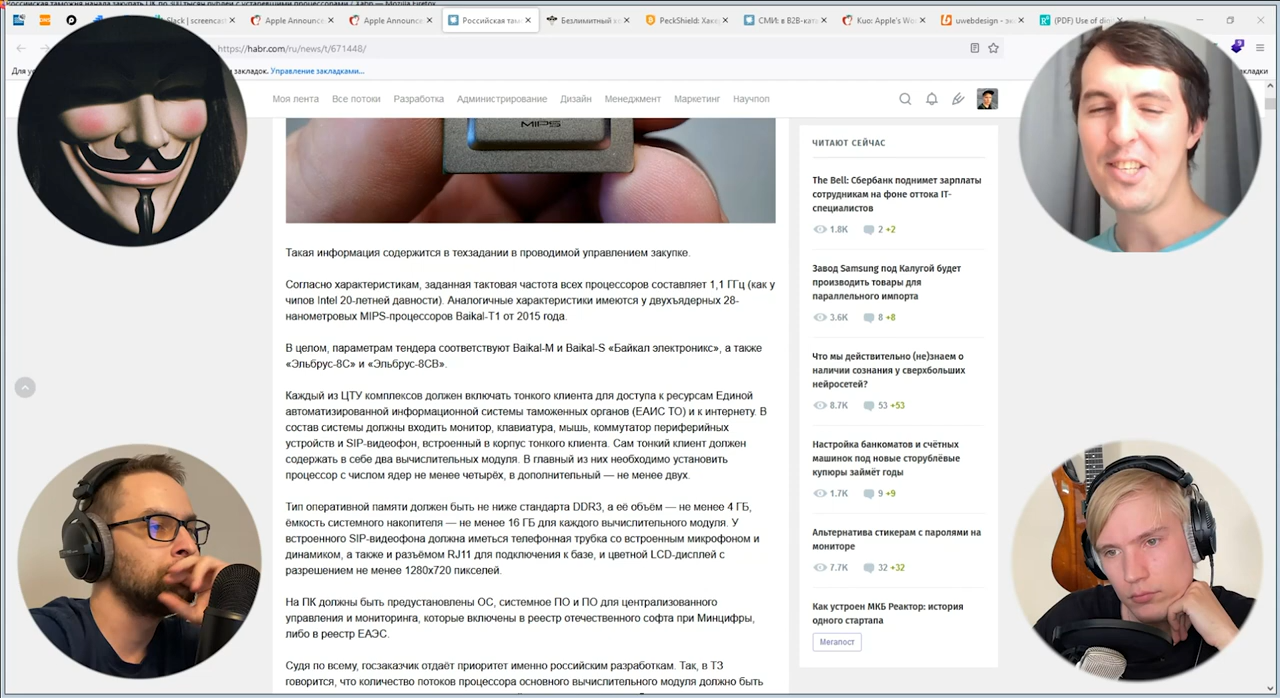 Slack | screencas
Apple Announce
Apple Announce
Российская там
Безлимитный хо
PeckShield: Хака
СМИ: в B2B-кат
Kuo: Apple's Wo
uwebdesign - эп
(PDF) Use of di
https://habr.com/ru/news/t/671448/
закладок. Управление закладками...
Моя лента Все потоки Разработка Администрирование Дизайн Менеджмент Маркетинг Научпоп
MIPS
Такая информация содержится в техзадании в проводимой управлением закупке.
Согласно характеристикам, заданная тактовая частота всех процессоров составляет 1,1 ГГц (как у
чипов Intel 20-летней давности). Аналогичные характеристики имеются у двухъядерных 28-
нанометровых MIPS-процессоров Baikal-T1 от 2015 года.
В целом, параметрам тендера соответствуют Baikal-M и Baikal-S «Байкал электроникс», а также
«Эльбрус-8С» и «Эльбрус-8СВ».
Каждый из ЦТУ комплексов должен включать тонкого клиента для доступа к ресурсам Единой
автоматизированной информационной системы таможенных органов (ЕАИС ТО) и к интернету. В
состав системы должны входить монитор, клавиатура, мышь, коммутатор периферийных
устройств и SIP-видеофон, встроенный в корпус тонкого клиента. Сам тонкий клиент должен
содержать в себе два вычислительных модуля. В главный из них необходимо установить
процессор с числом ядер не менее четырёх, в дополнительный — не менее двух.
Тип оперативной памяти должен быть не ниже стандарта DDR3, а её объём — не менее 4 ГБ,
ёмкость системного накопителя — не менее 16 ГБ для каждого вычислительного модуля. У
встроенного SIP-видеофона должна иметься телефонная трубка со встроенным микрофоном и
динамиком, а также и разъёмом RJ11 для подключения к базе, и цветной LCD-дисплей с
разрешением не менее 1280x720 пикселей.
На ПК должны быть предустановлены ОС, системное ПО и ПО для централизованного
управления и мониторинга, которые включены в реестр отечественного софта при Минцифры,
либо в реестр ЕАЭС.
Судя по всему, госзаказчик отдаёт приоритет именно российским разработкам. Так, в ТЗ
говорится, что количество потоков процессора основного вычислительного модуля должно быть
ЧИТАЮТ СЕЙЧАС
The Bell: Сбербанк поднимет зарплаты
сотрудникам на фоне оттока IT-
специалистов
1.8K 2 +2
Завод Samsung под Калугой будет
производить товары для
параллельного импорта
3.6K 8 +8
Что мы действительно (не)знаем о
наличии сознания у сверхбольших
нейросетей?
8.7K 53 +53
Настройка банкоматов и счётных
машинок под новые сторублёвые
купюры займёт годы
1.7K 9 +9
Альтернатива стикерам с паролями на
мониторе
7.7K 32 +32
Как устроен МКБ Реактор: история
одного стартапа
Мегапост